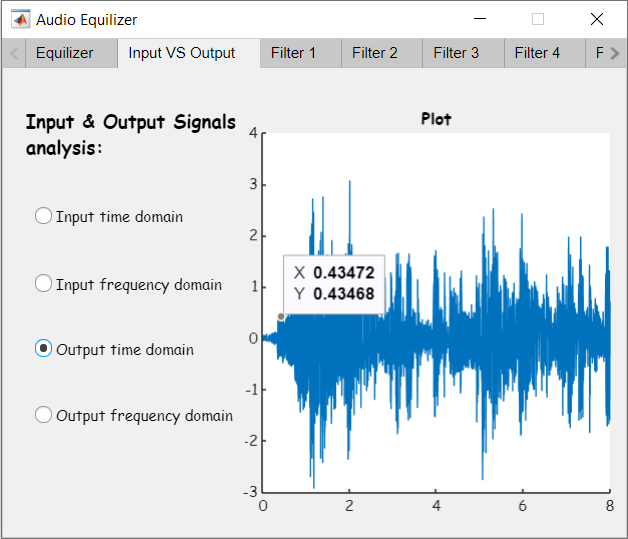 Audio Equilizer
Equilizer
Input VS Output
Filter 1
Filter 2
Filter 3
Filter 4
F
Input & Output Signals
analysis:
Input time domain
Input frequency domain
Output time domain
Output frequency domain
Plot
4
3
2
1
0
-1
-2
-3
X 0.43472
Y 0.43468
0 2 4 6 8